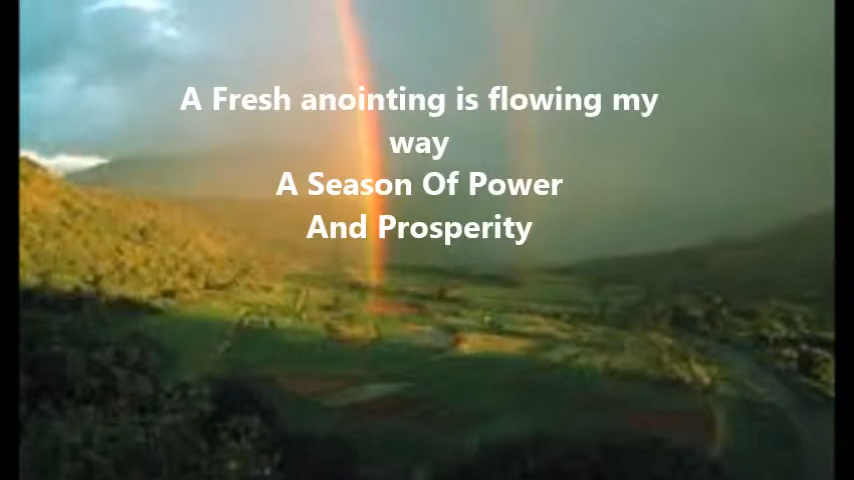 A Fresh anointing is flowing my
way
A Season Of Power
And Prosperity